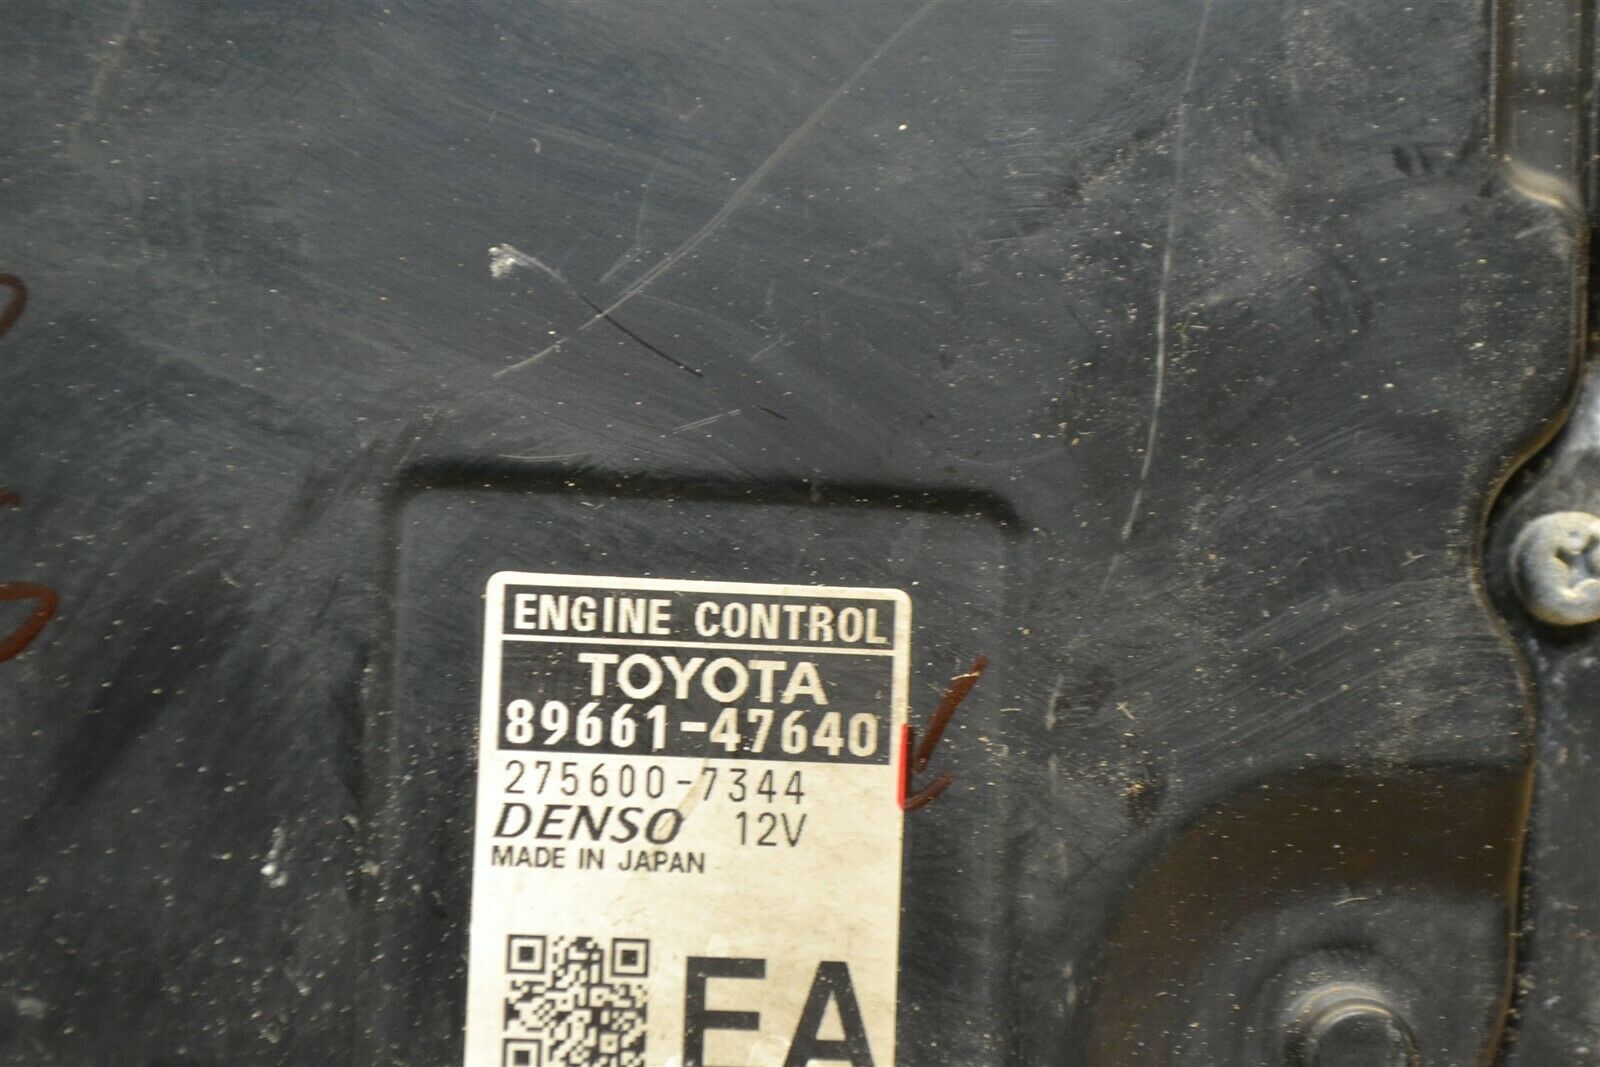 ENGINE CONTROL
TOYOTA
89661-47640
275600-7344
DENSO 12V
MADE IN JAPAN
EA